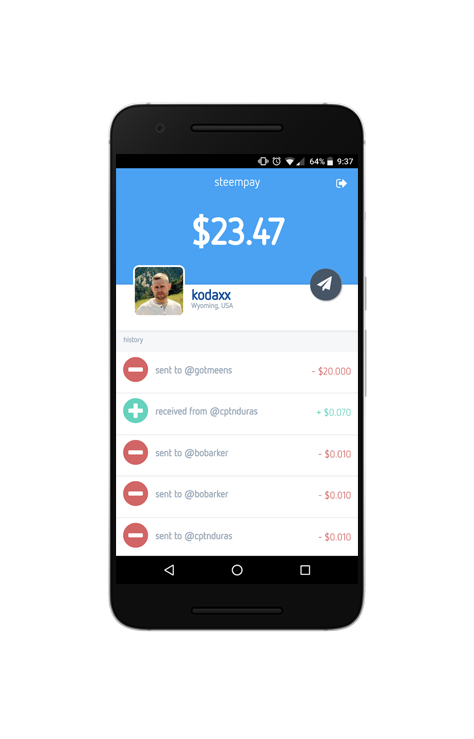 64% 9:37
steempay
$23.47
kodaxx
Wyoming, USA
history
sent to @gotmeens - $20.000
received from @cptnduras + $0.070
sent to @bobarker - $0.010
sent to @bobarker - $0.010
sent to @cptnduras - $0.010